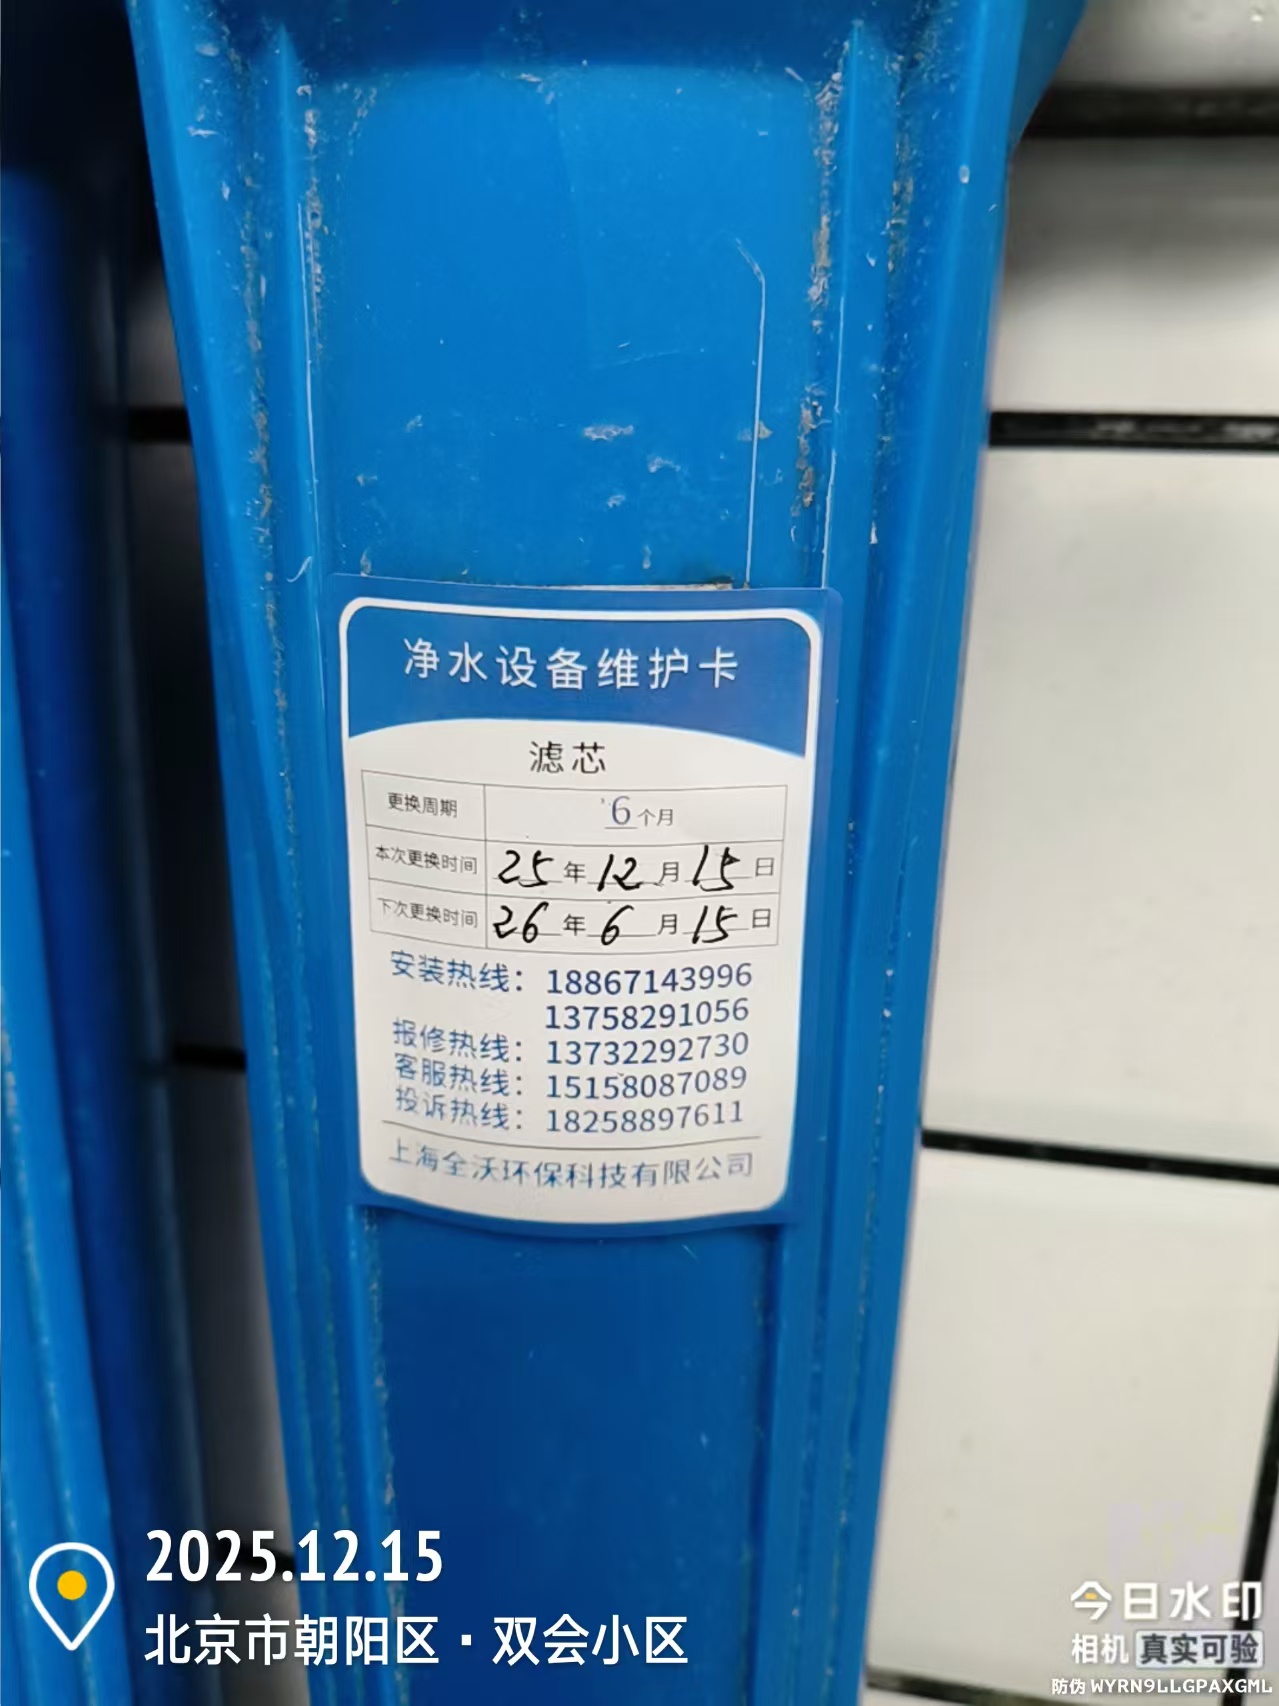 净水设备维护卡
滤芯
更换周期 6个月
本次更换时间 25年12月15日
下次更换时间 26年6月15日
安装热线：18867143996
13758291056
报修热线：13732292730
客服热线：15158087089
投诉热线：18258897611
上海全沃环保科技有限公司
2025.12.15
北京市朝阳区·双会小区
今日水印
相机 真实可验
防伪 WYRN9LLGPAXGML